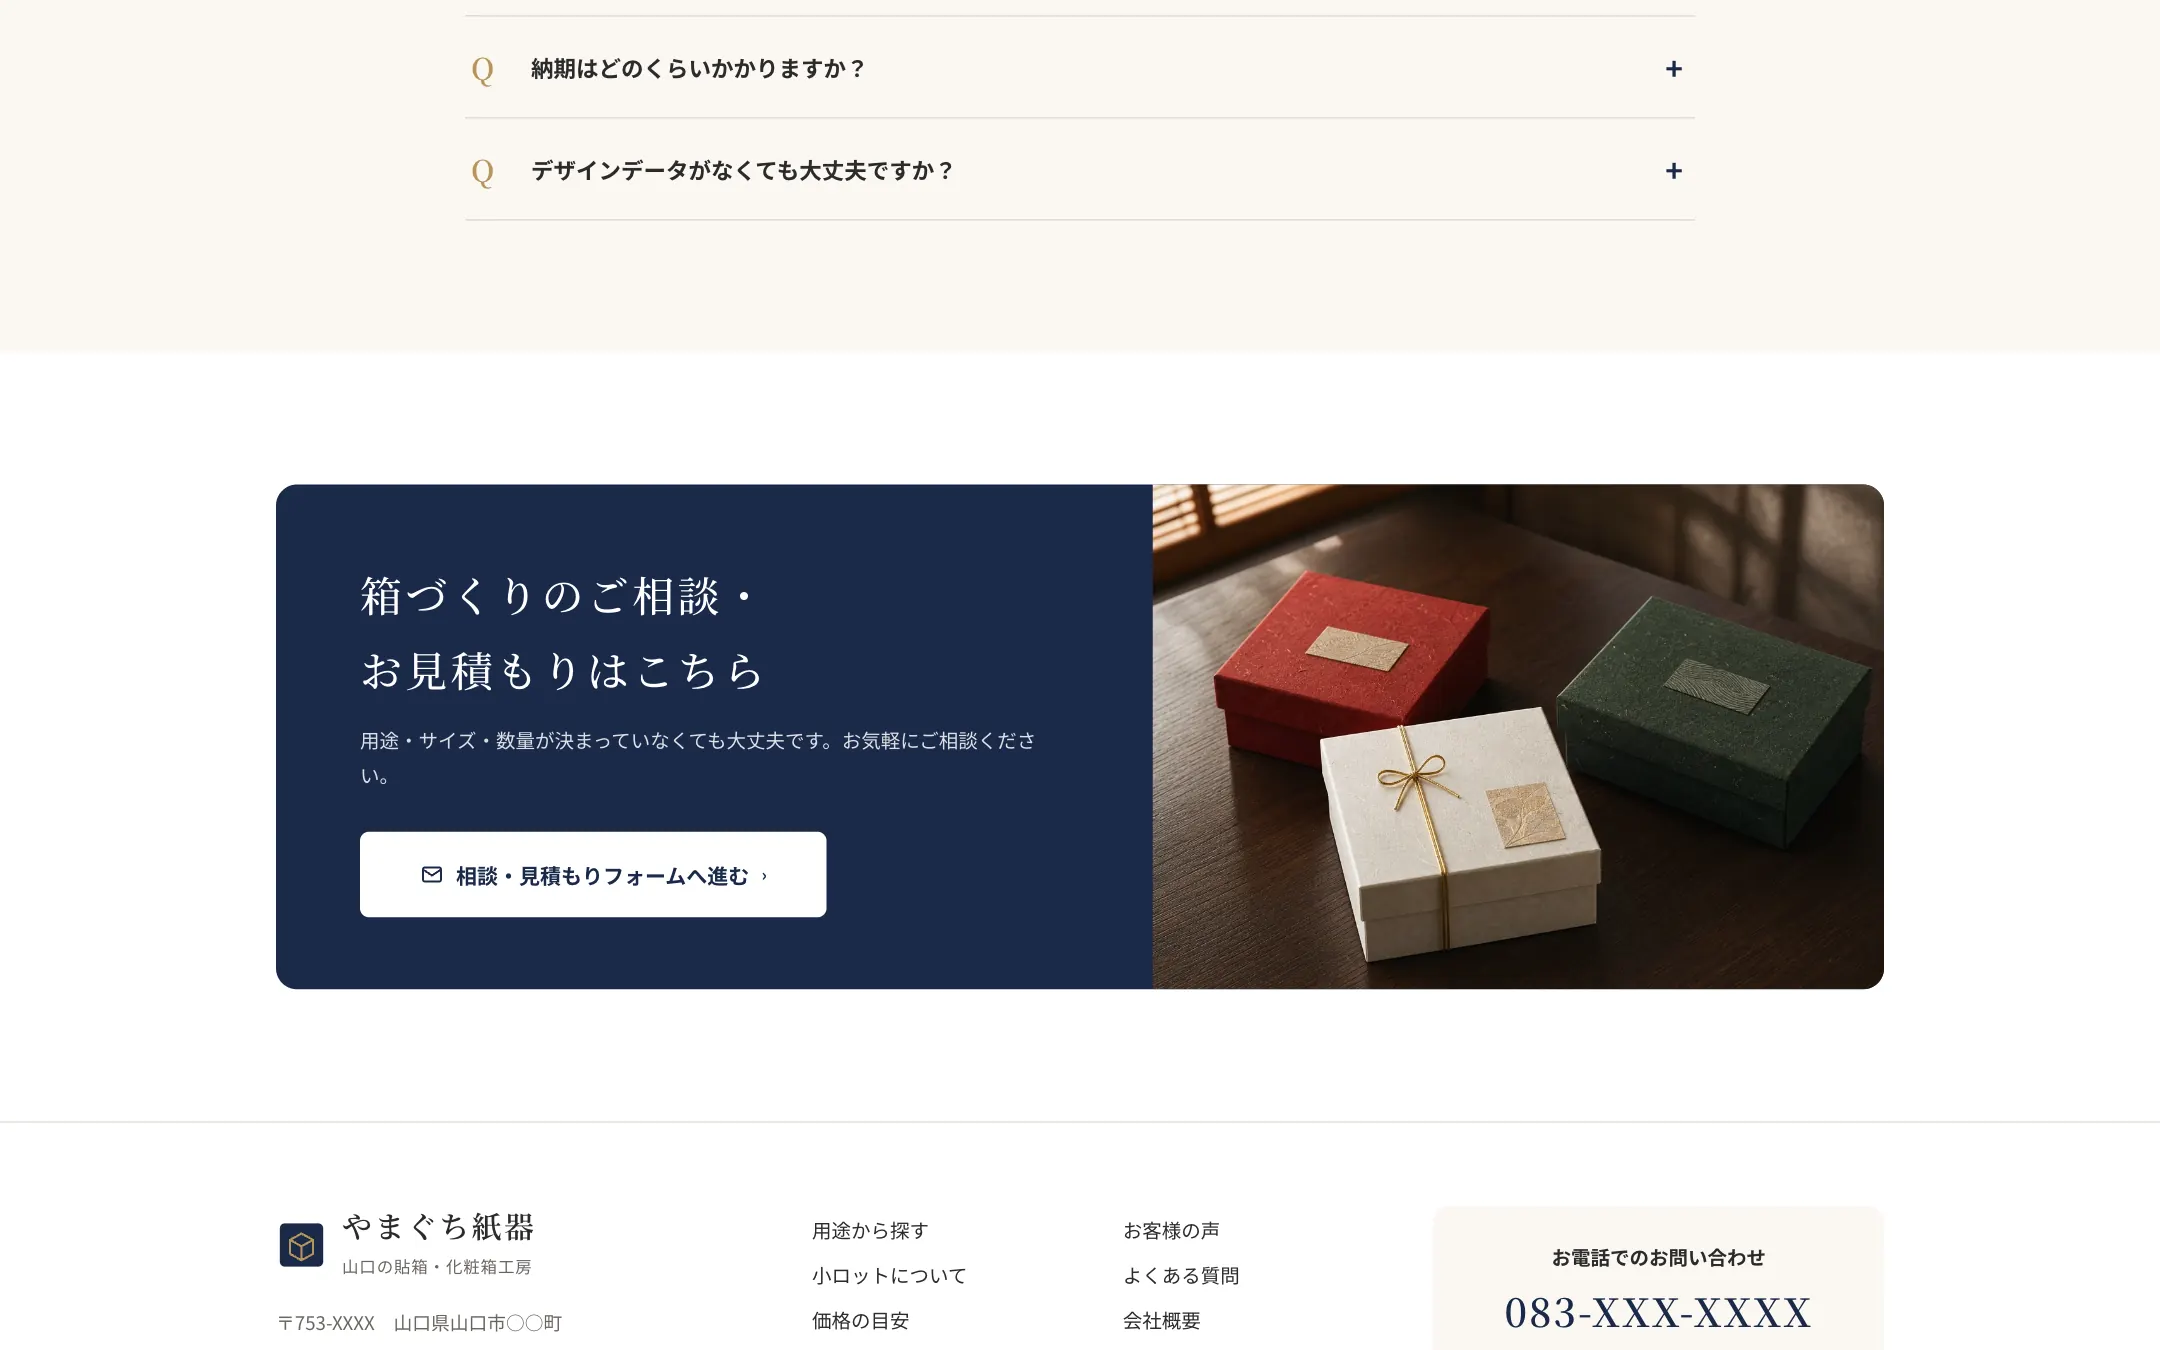 Q 納期はどのくらいかかりますか？ +
Q デザインデータがなくても大丈夫ですか？ +
箱づくりのご相談・
お見積もりはこちら
用途・サイズ・数量が決まっていなくても大丈夫です。お気軽にご相談くださ
い。
相談・見積もりフォームへ進む ›
やまぐち紙器
山口の貼箱・化粧箱工房
〒753-XXXX　山口県山口市〇〇町
用途から探す
小ロットについて
価格の目安
お客様の声
よくある質問
会社概要
お電話でのお問い合わせ
083-XXX-XXXX